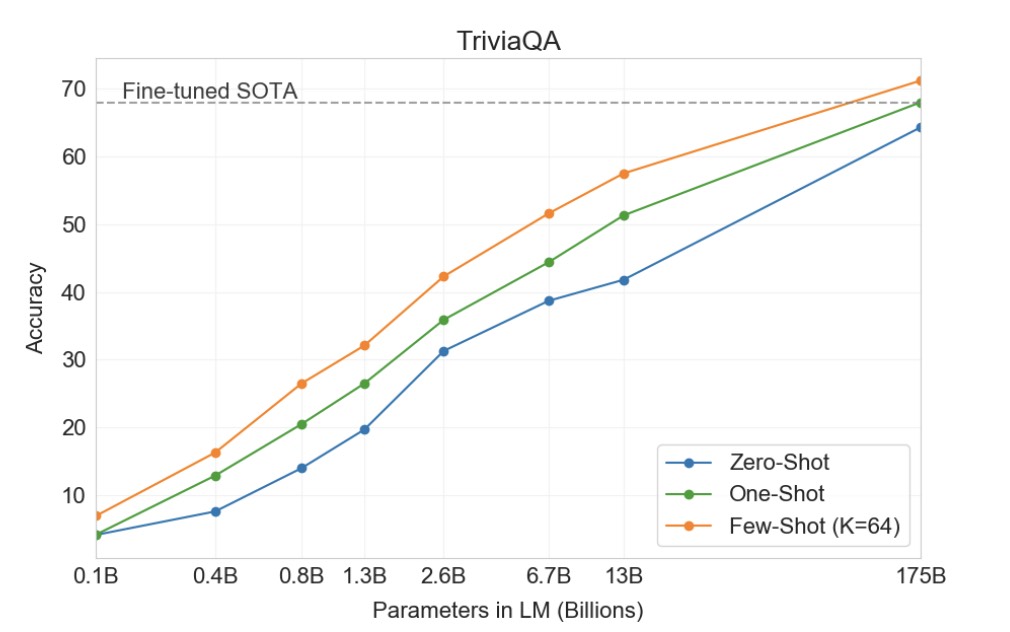 TriviaQA
Fine-tuned SOTA
70
60
50
40
30
20
10
Accuracy
0.1B 0.4B 0.8B 1.3B 2.6B 6.7B 13B 175B
Parameters in LM (Billions)
Zero-Shot
One-Shot
Few-Shot (K=64)